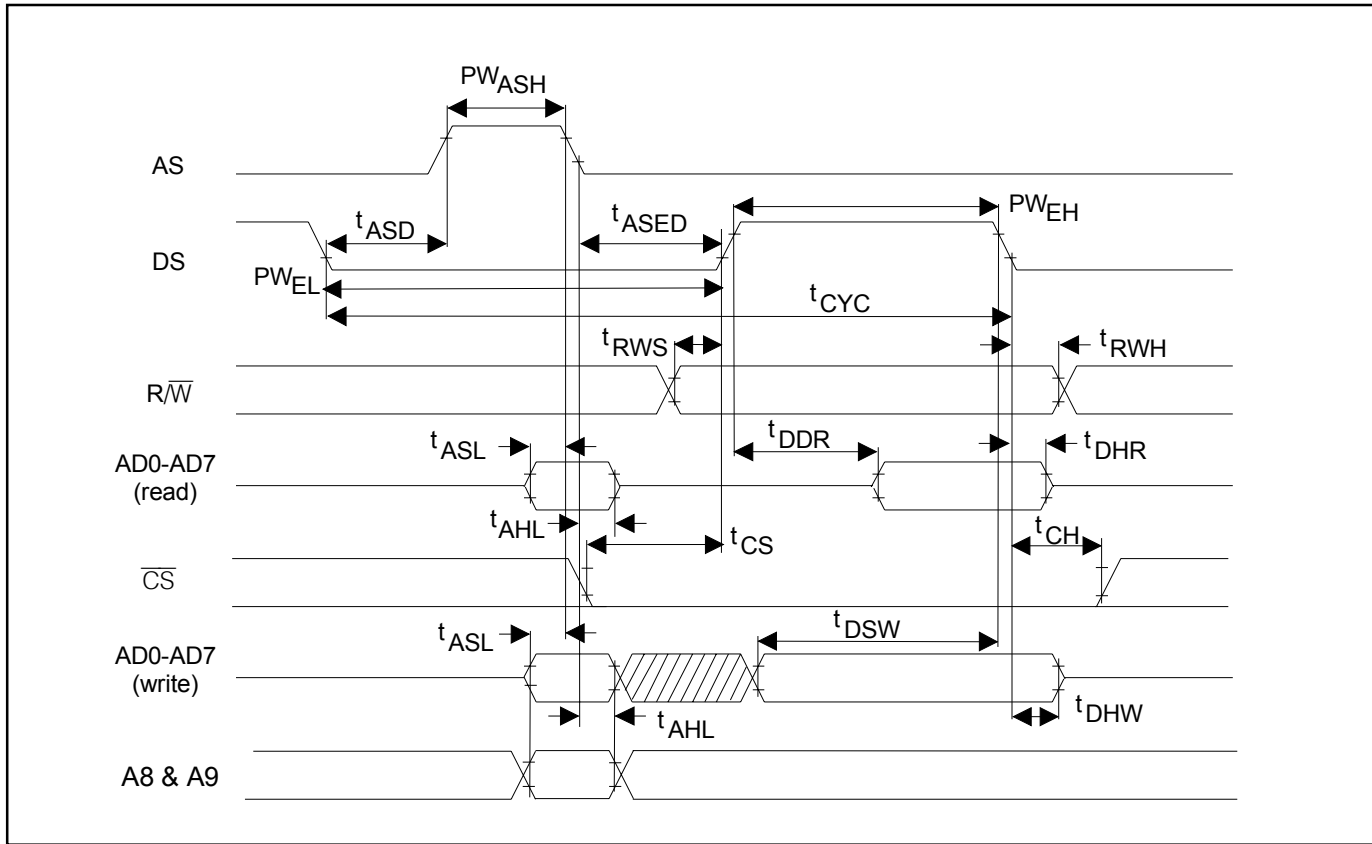 PWASH
AS
tASD
tASED
PWEH
DS
PWEL
tCYC
tRWS
tRWH
R/W̅
tASL
tDDR
tDHR
AD0-AD7
(read)
tAHL
tCS
tCH
C̅S̅
tASL
tDSW
AD0-AD7
(write)
tAHL
tDHW
A8 & A9